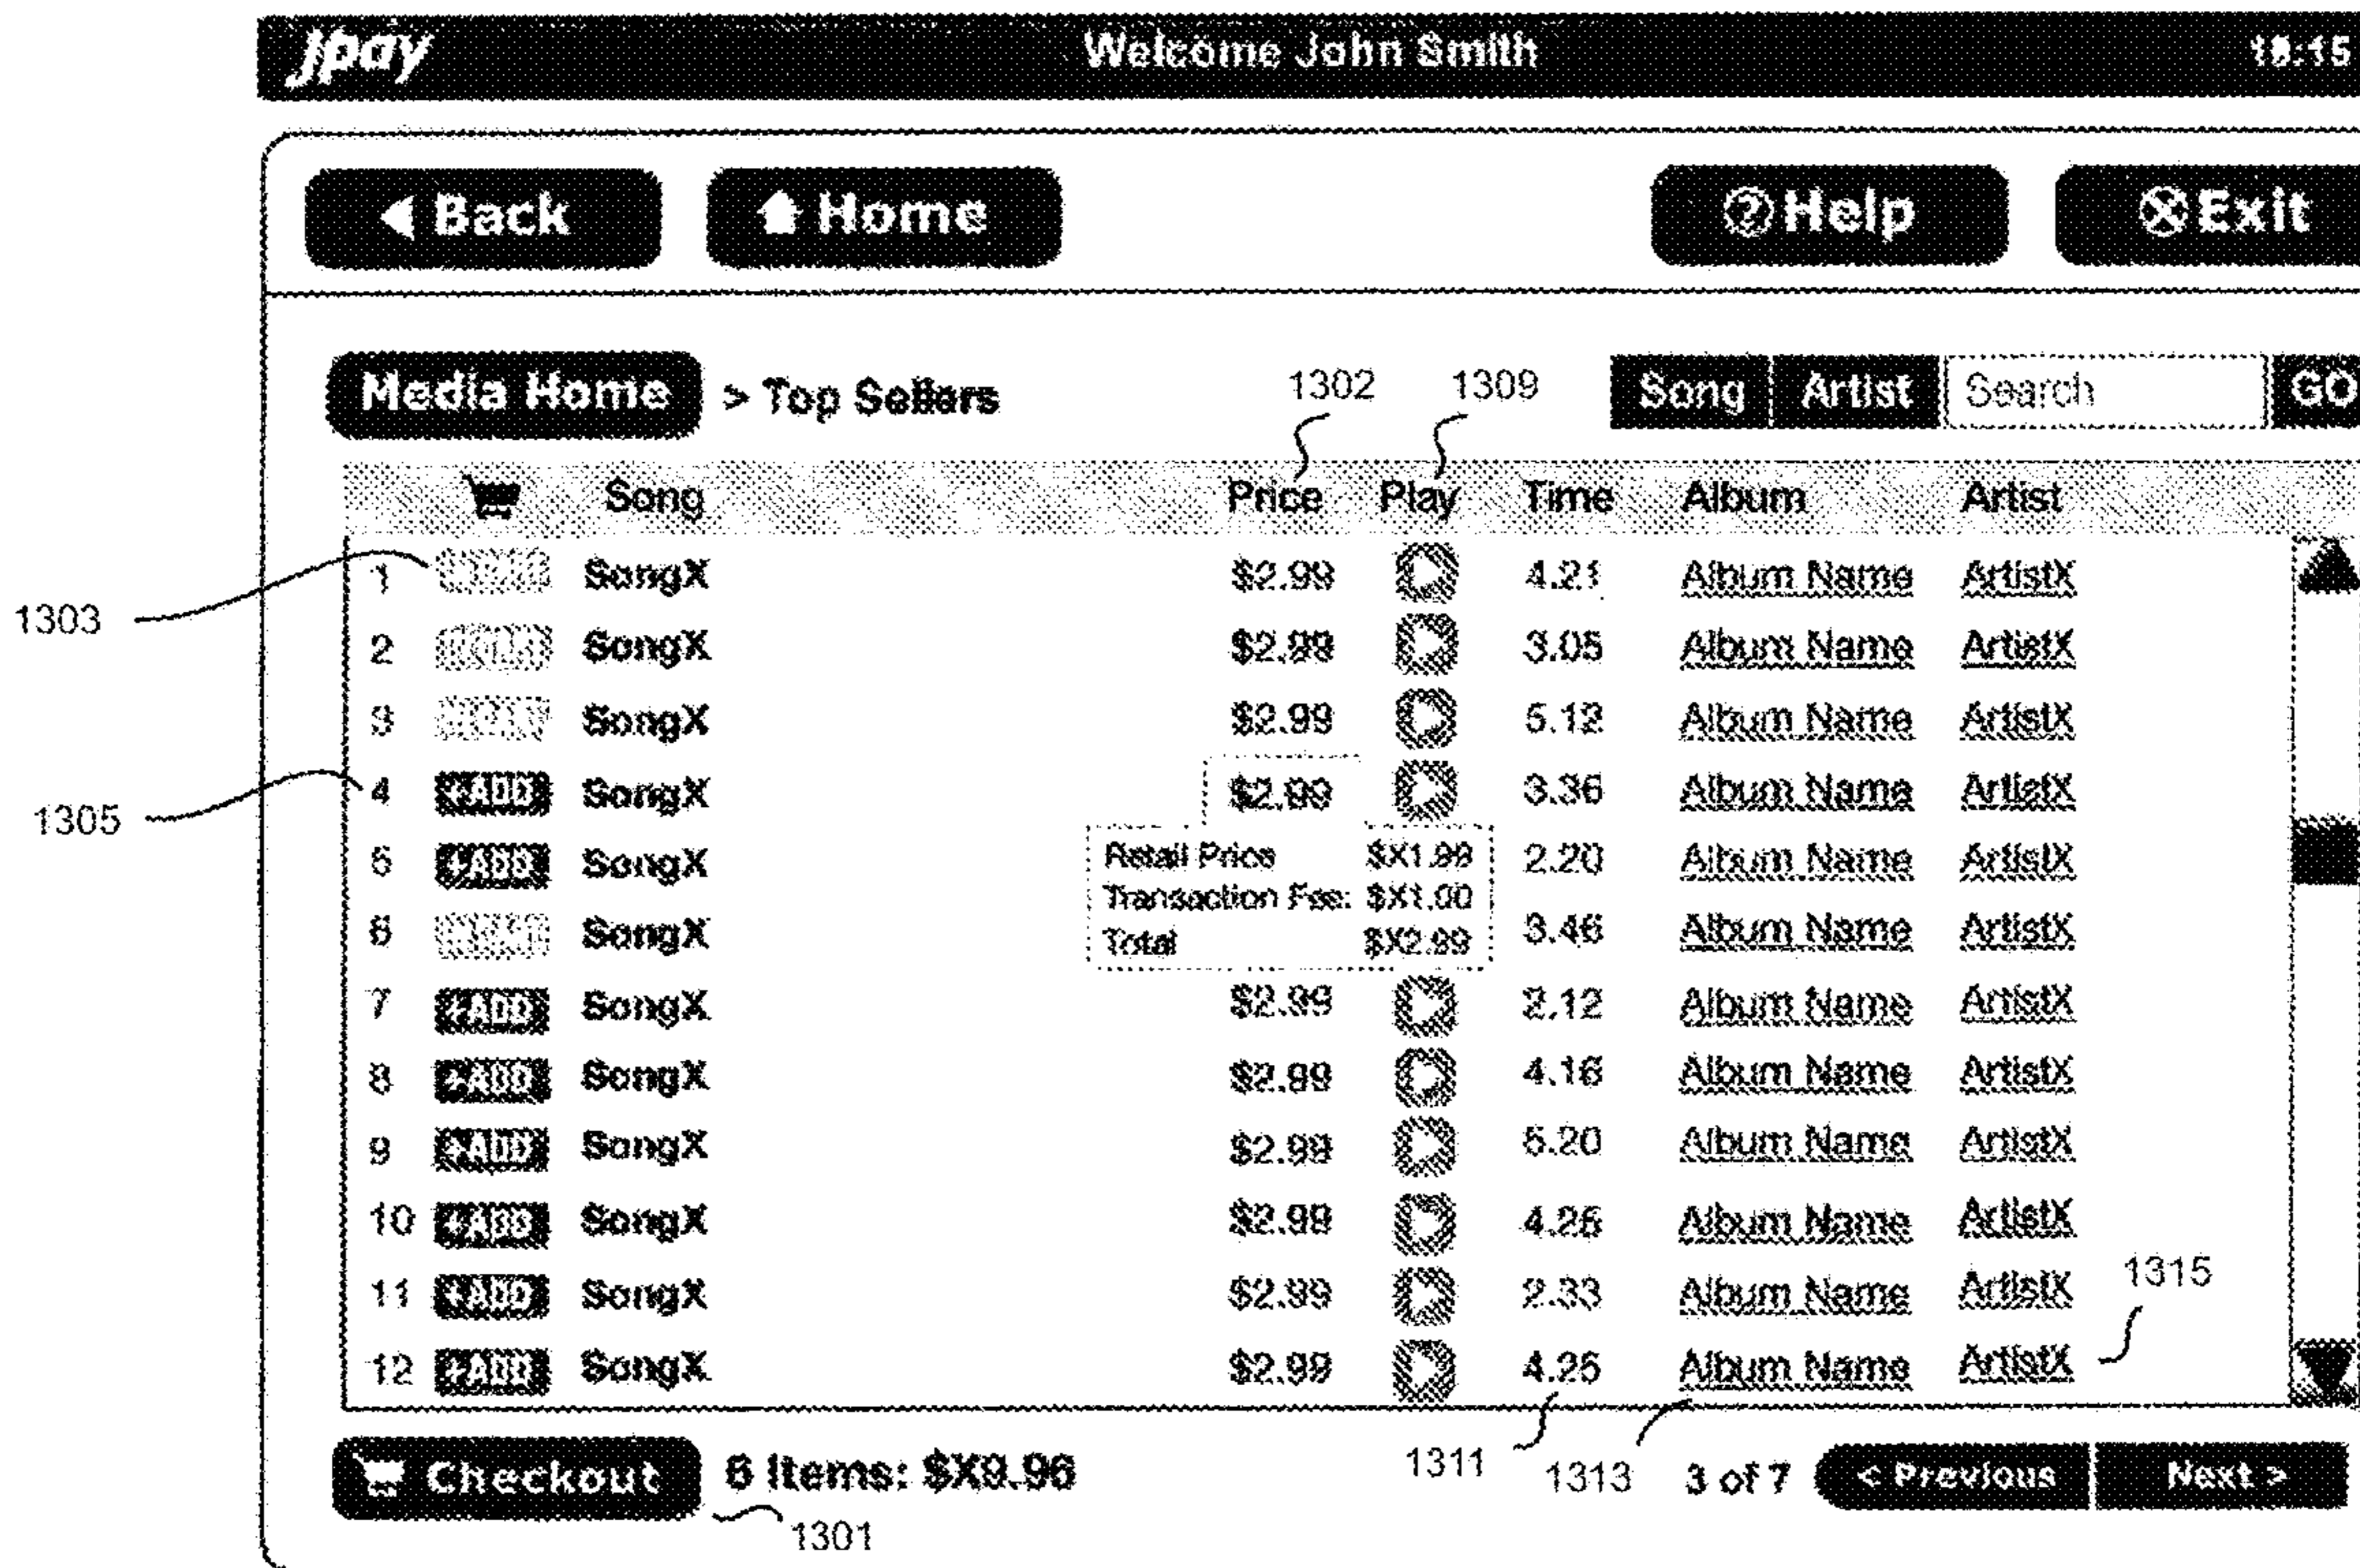 jpay Welcome John Smith 18:15
Back Home Help Exit
Media Home > Top Sellers 1302 1309 Song Artist Search GO
Song Price Play Time Album Artist
1 SongX $2.99 4.21 Album Name ArtistX
1303
2 SongX $2.99 3.05 Album Name ArtistX
3 SongX $2.99 5.12 Album Name ArtistX
4 +ADD SongX $2.99 3.36 Album Name ArtistX
1305
5 +ADD SongX Retail Price $X1.99 2.20 Album Name ArtistX
Transaction Fee: $X1.00
6 SongX Total $X2.99 3.46 Album Name ArtistX
7 +ADD SongX $2.99 2.12 Album Name ArtistX
8 +ADD SongX $2.99 4.16 Album Name ArtistX
9 +ADD SongX $2.99 5.20 Album Name ArtistX
10 +ADD SongX $2.99 4.25 Album Name ArtistX
1315
11 +ADD SongX $2.99 2.33 Album Name ArtistX
12 +ADD SongX $2.99 4.25 Album Name ArtistX
Checkout 6 Items: $X9.96 1311 1313 3 of 7 < Previous Next >
1301